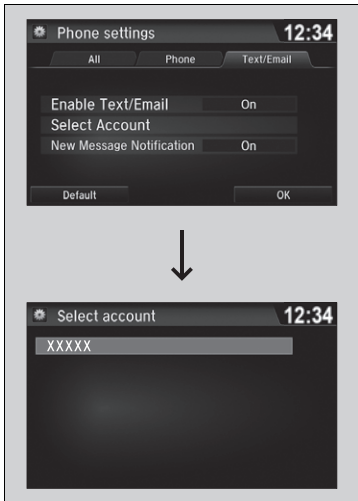 Phone settings 12:34
All Phone Text/Email
Enable Text/Email On
Select Account
New Message Notification On
Default OK
Select account 12:34
XXXXX